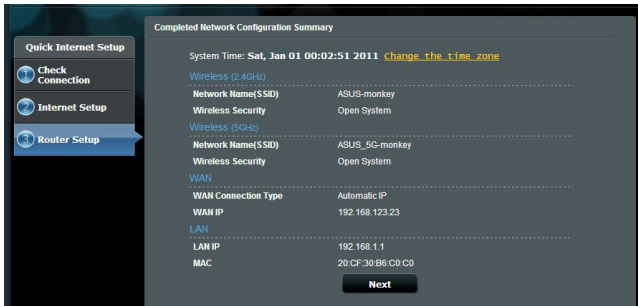 Completed Network Configuration Summary
Quick Internet Setup
1 Check
Connection
2 Internet Setup
3 Router Setup
System Time: Sat, Jan 01 00:02:51 2011 Change the time zone
Wireless (2.4GHz)
Network Name(SSID) ASUS-monkey
Wireless Security Open System
Wireless (5GHz)
Network Name(SSID) ASUS_5G-monkey
Wireless Security Open System
WAN
WAN Connection Type Automatic IP
WAN IP 192.168.123.23
LAN
LAN IP 192.168.1.1
MAC 20:CF:30:B6:C0:C0
Next